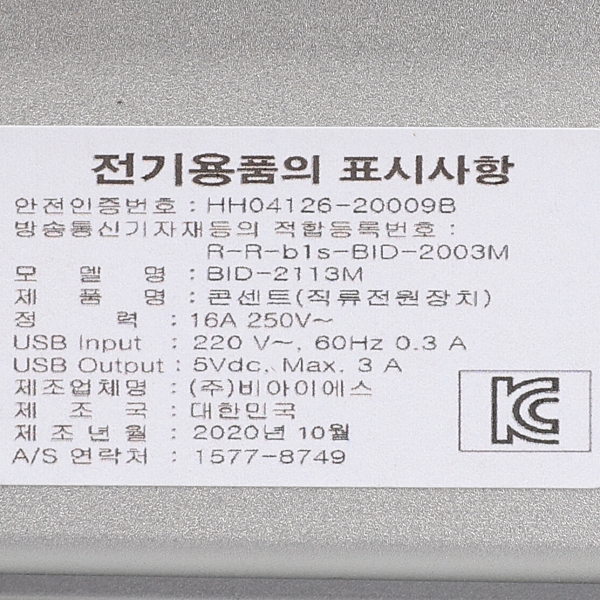 전기용품의 표시사항
안전인증번호 : HH04126-20009B
방송통신기자재등의 적합등록번호 :
R-R-b1s-BID-2003M
모 델 명 : BID-2113M
제 품 명 : 콘센트(직류전원장치)
정 력 : 16A 250V~
USB Input : 220 V~, 60Hz 0.3 A
USB Output : 5Vdc, Max. 3 A
제조업체명 : (주)비아이에스
제 조 국 : 대한민국
제 조 년 월 : 2020년 10월
A/S 연락처 : 1577-8749
KC